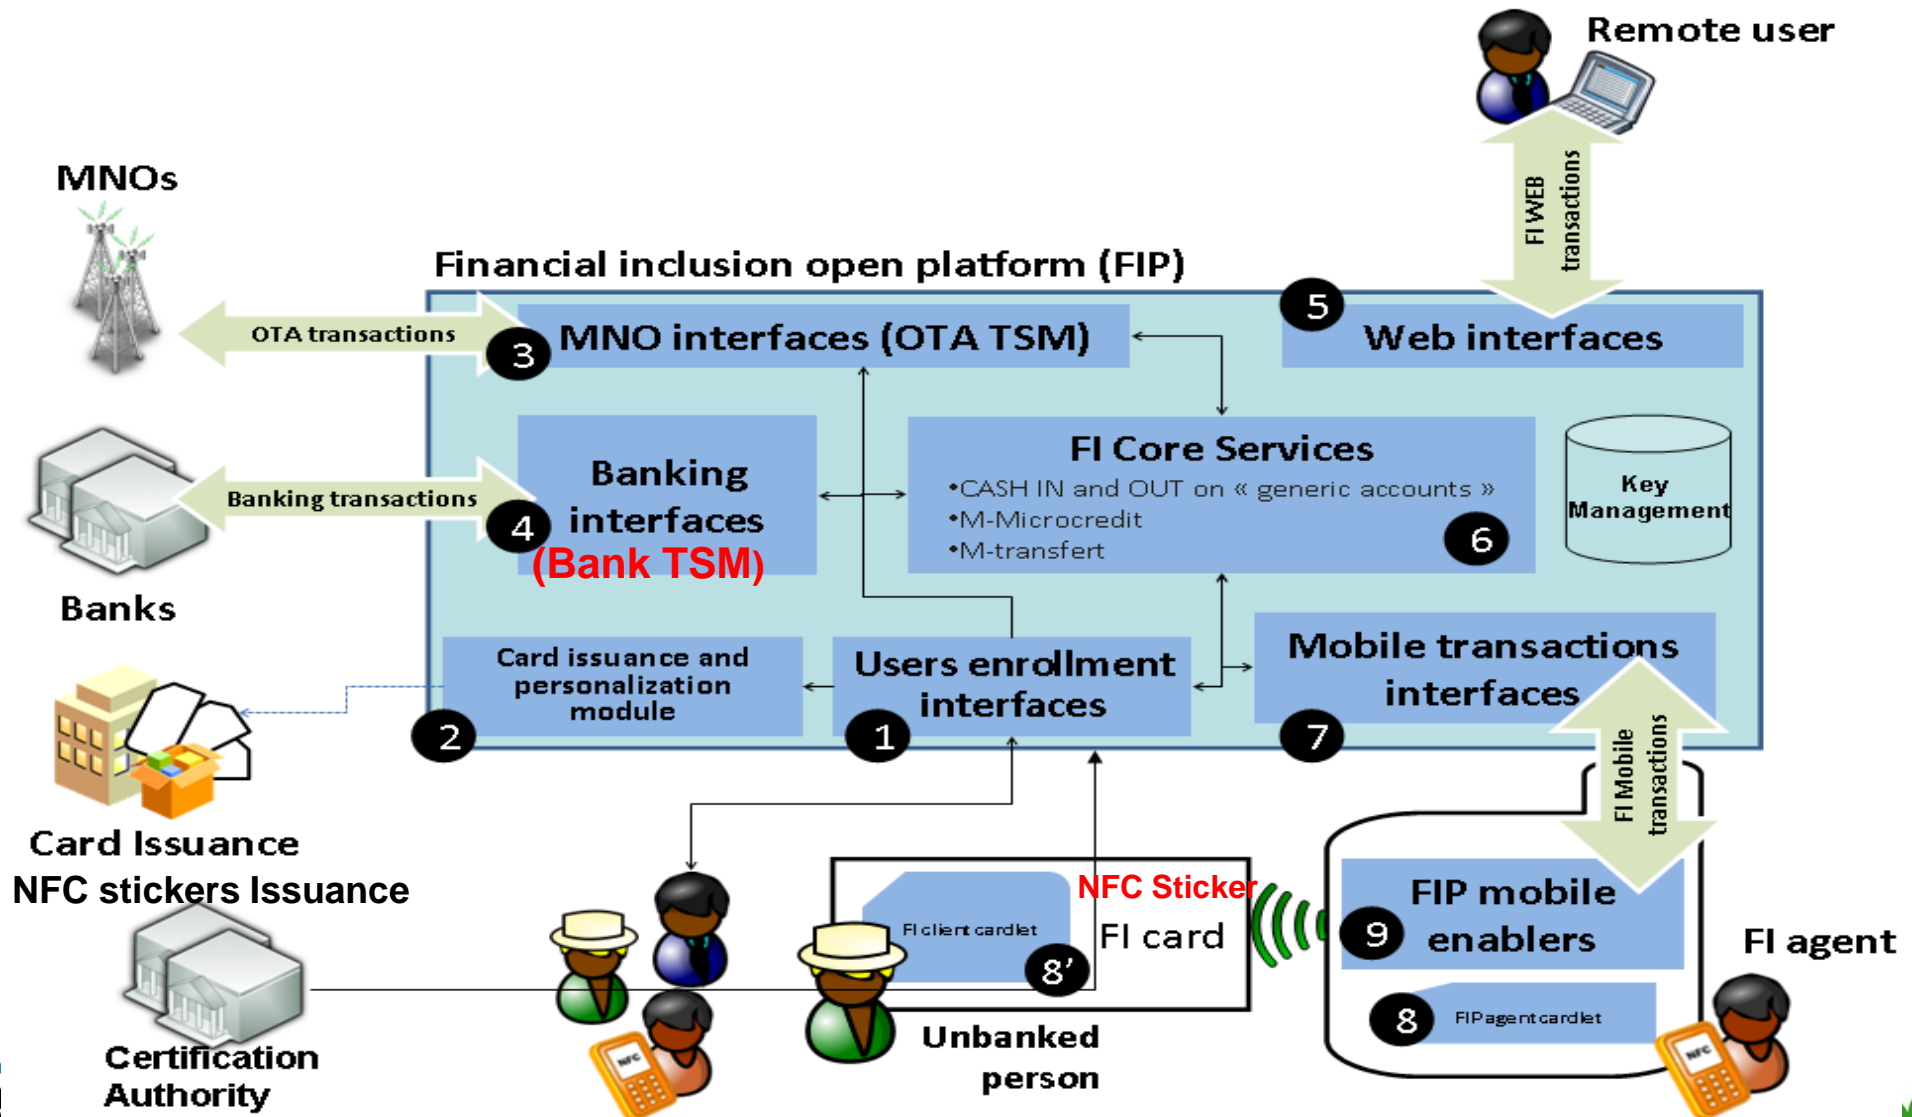 Remote user
FI WEB
transactions
MNOs
Financial inclusion open platform (FIP)
OTA transactions
3
MNO interfaces (OTA TSM)
5
Web interfaces
Banking transactions
4
Banking
interfaces
(Bank TSM)
FI Core Services
•CASH IN and OUT on « generic accounts »
•M-Microcredit
•M-transfert
6
Key
Management
Banks
Card issuance and
personalization
module
2
Users enrollment
interfaces
1
Mobile transactions
interfaces
7
FI Mobile
transactions
Card Issuance
NFC stickers Issuance
FI client cardlet
8’
NFC Sticker
FI card
9
FIP mobile
enablers
FI agent
8
FIP agent cardlet
Unbanked
person
Certification
Authority
NFC
NFC